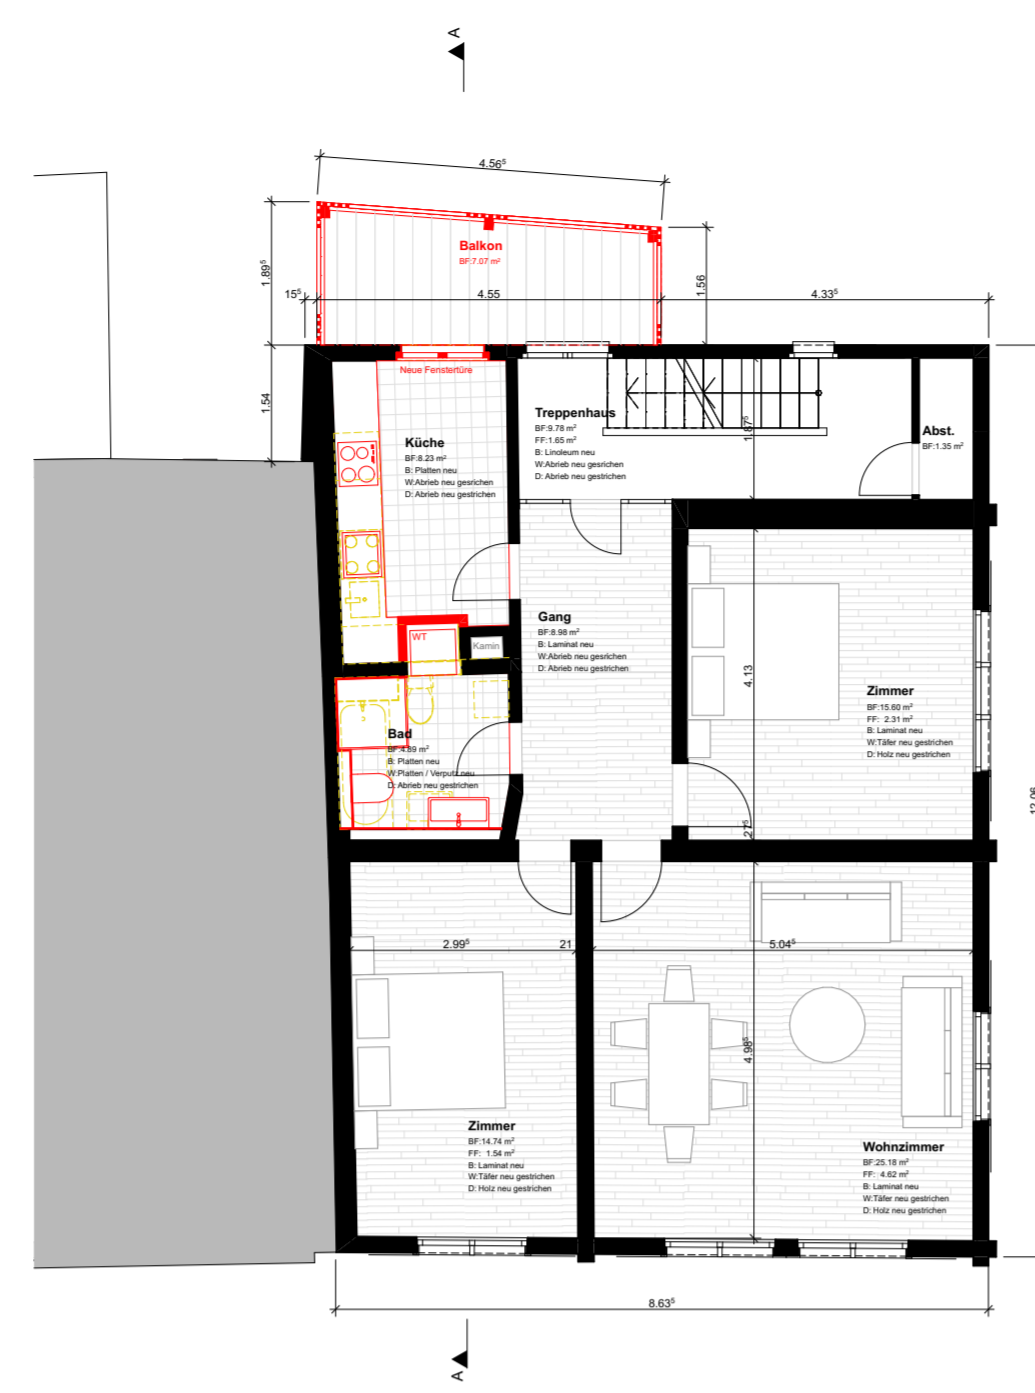 A
4.56⁵
1.89⁵
Balkon
BF:7.07 m²
1.56
15⁵
4.55
4.33⁵
Neue Fenstertüre
1.54
Küche
BF:8.23 m²
B: Platten neu
W:Abrieb neu gesrichen
D: Abrieb neu gestrichen
Treppenhaus
BF:9.78 m²
FF:1.65 m²
B: Linoleum neu
W:Abrieb neu gesrichen
D: Abrieb neu gestrichen
1.87⁵
Abst.
BF:1.35 m²
Gang
BF:8.98 m²
B: Laminat neu
W:Abrieb neu gesrichen
D: Abrieb neu gestrichen
WT
Kamin
4.13
Zimmer
BF:15.60 m²
FF: 2.31 m²
B: Laminat neu
W:Täfer neu gestrichen
D: Holz neu gestrichen
Bad
BF:4.89 m²
B: Platten neu
W:Platten / Verputz neu
D: Abrieb neu gestrichen
27⁵
2.99⁵
21
5.04⁵
4.98⁵
Zimmer
BF:14.74 m²
FF: 1.54 m²
B: Laminat neu
W:Täfer neu gestrichen
D: Holz neu gestrichen
Wohnzimmer
BF:25.18 m²
FF: 4.62 m²
B: Laminat neu
W:Täfer neu gestrichen
D: Holz neu gestrichen
8.63⁵
A